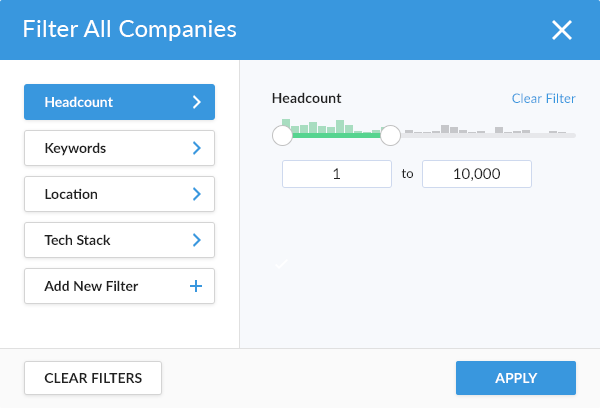 Filter All Companies
Headcount
Keywords
Location
Tech Stack
Add New Filter
Headcount
Clear Filter
1 to 10,000
CLEAR FILTERS
APPLY